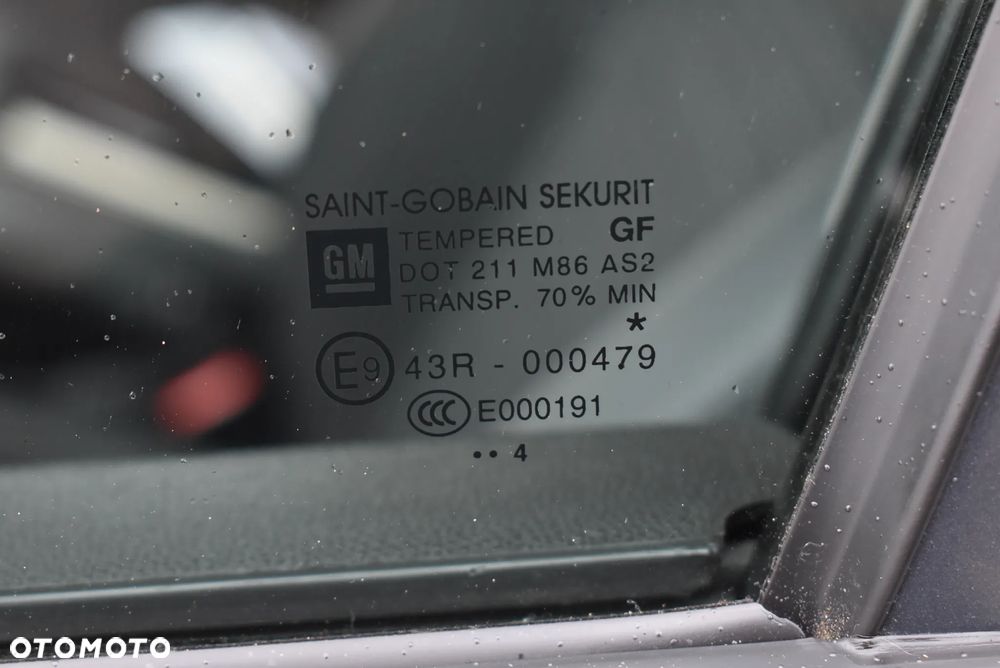 SAINT-GOBAIN SEKURIT
GM TEMPERED GF
DOT 211 M86 AS2
TRANSP. 70% MIN
*
E9 43R - 000479
CCC E000191
•• 4
OTOMOTO